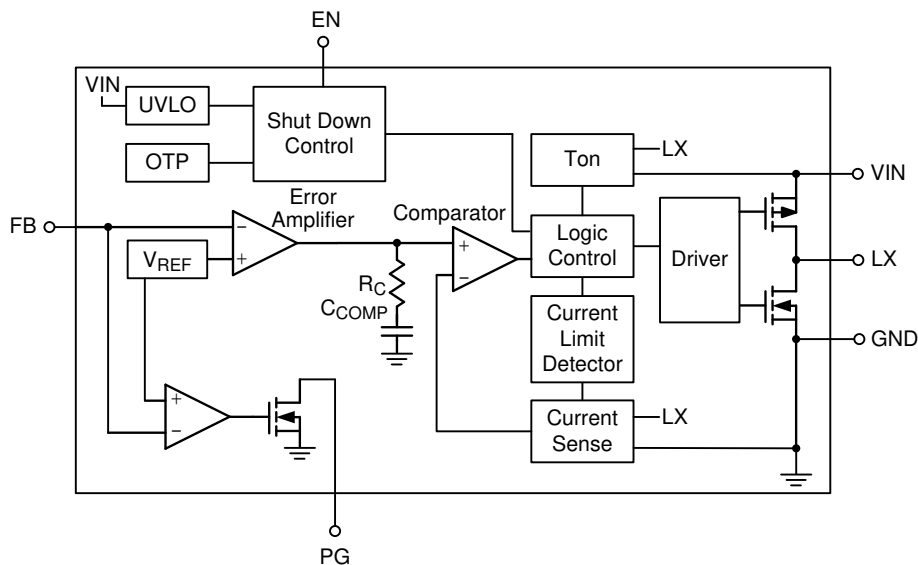 EN
VIN
UVLO
Shut Down
Control
OTP
Ton
LX
VIN
Error
Amplifier
Comparator
FB
−
+
VREF
+
−
Logic
Control
Driver
LX
RC
CCOMP
Current
Limit
Detector
GND
+
−
Current
Sense
LX
PG